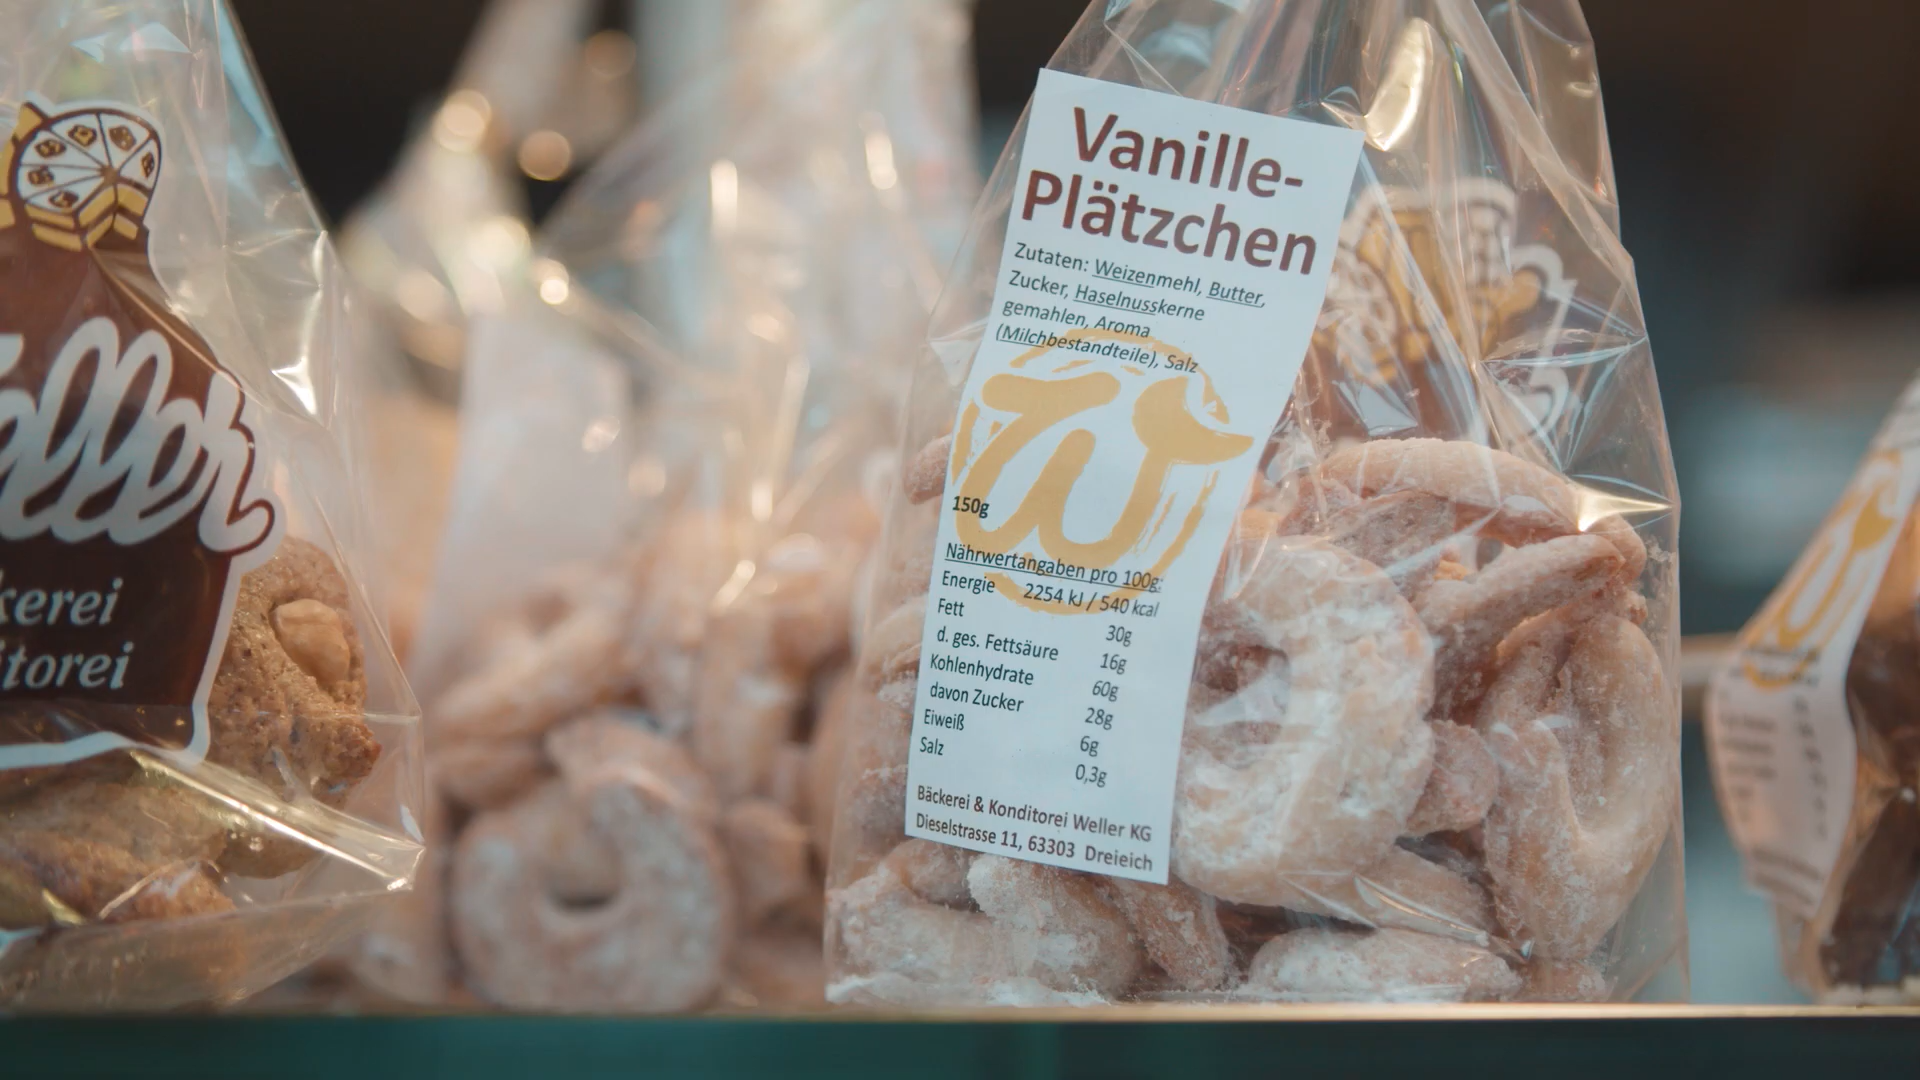 eller
kerei
itorei
Vanille-
Plätzchen
Zutaten: Weizenmehl, Butter,
Zucker, Haselnusskerne
gemahlen, Aroma
(Milchbestandteile), Salz
W
150g
Nährwertangaben pro 100g:
Energie 2254 kJ / 540 kcal
Fett 30g
d. ges. Fettsäure 16g
Kohlenhydrate 60g
davon Zucker 28g
Eiweiß 6g
Salz 0,3g
Bäckerei & Konditorei Weller KG
Dieselstrasse 11, 63303 Dreieich